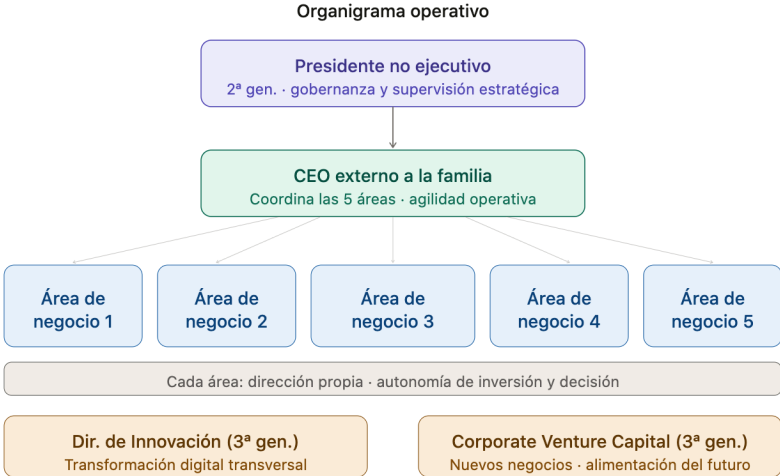 Organigrama operativo
Presidente no ejecutivo
2ª gen. · gobernanza y supervisión estratégica
CEO externo a la familia
Coordina las 5 áreas · agilidad operativa
Área de
negocio 1
Área de
negocio 2
Área de
negocio 3
Área de
negocio 4
Área de
negocio 5
Cada área: dirección propia · autonomía de inversión y decisión
Dir. de Innovación (3ª gen.)
Transformación digital transversal
Corporate Venture Capital (3ª gen.)
Nuevos negocios · alimentación del futuro